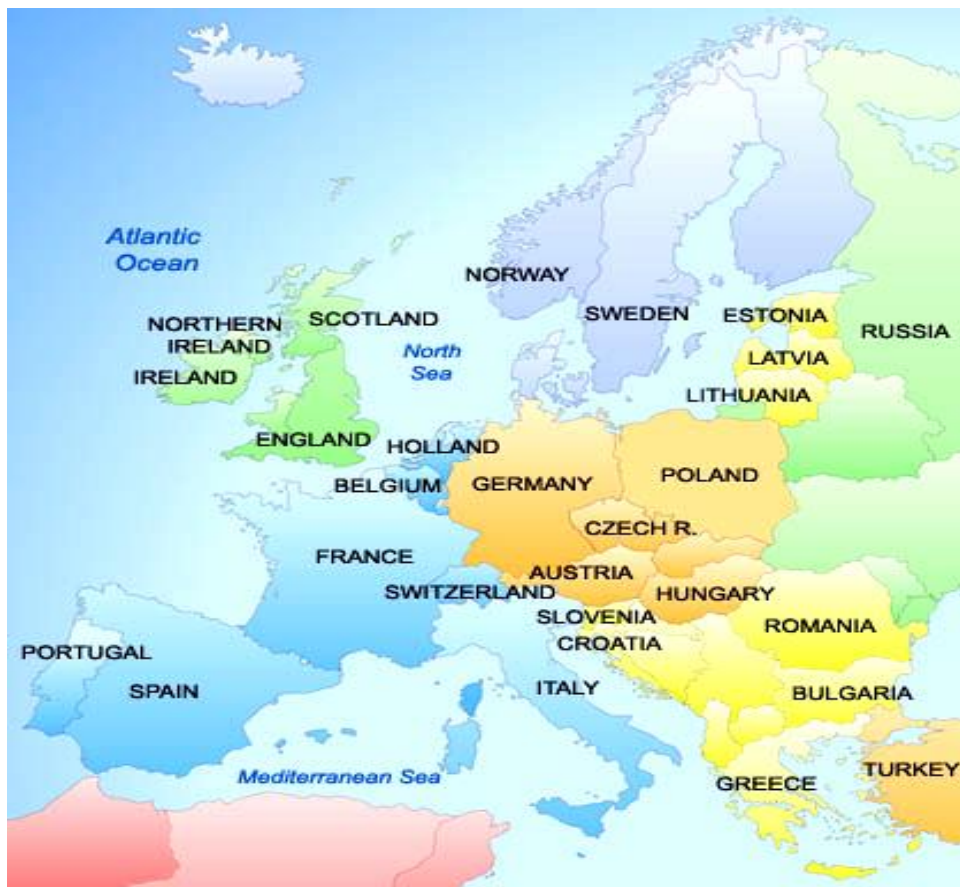 Atlantic
Ocean
NORWAY
SWEDEN
ESTONIA
RUSSIA
NORTHERN
IRELAND
SCOTLAND
North
Sea
LATVIA
IRELAND
LITHUANIA
ENGLAND
HOLLAND
BELGIUM
GERMANY
POLAND
CZECH R.
FRANCE
AUSTRIA
SWITZERLAND
HUNGARY
SLOVENIA
CROATIA
ROMANIA
PORTUGAL
SPAIN
ITALY
BULGARIA
Mediterranean Sea
GREECE
TURKEY